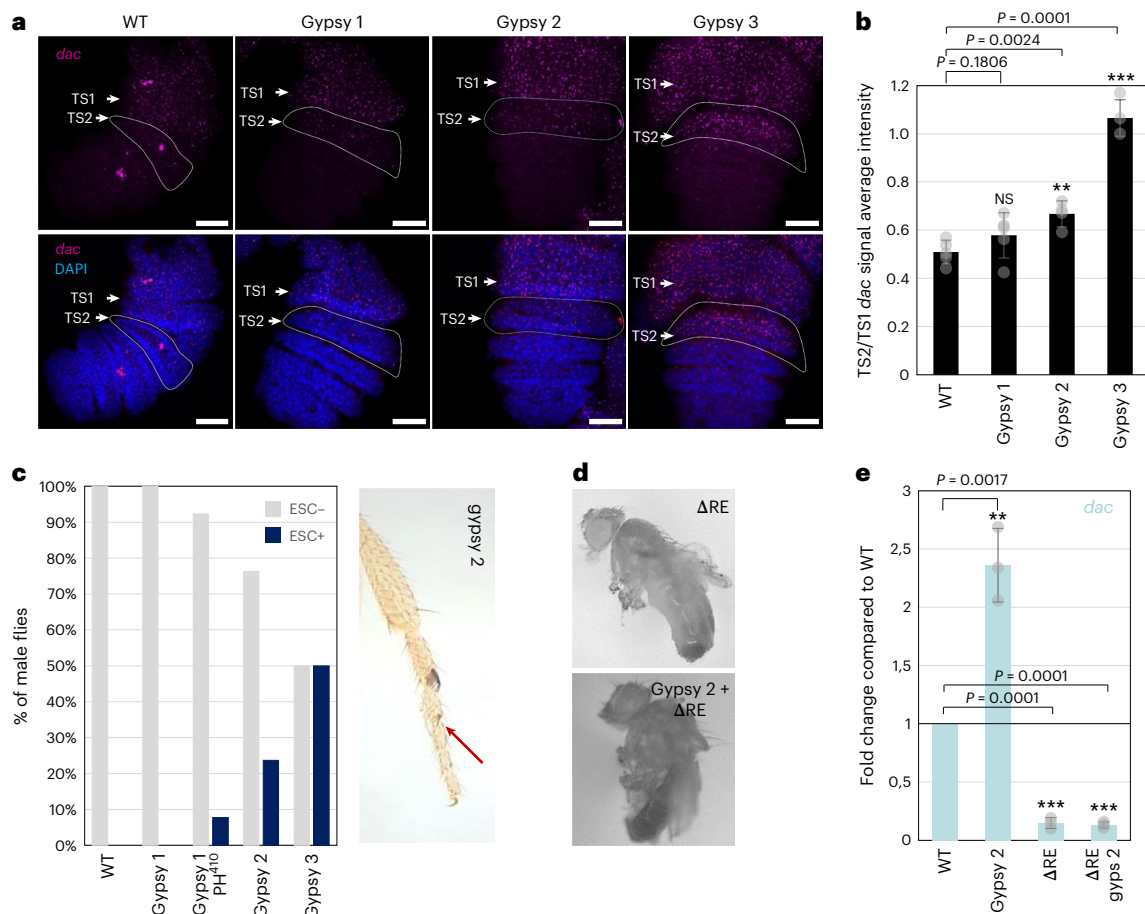 a
WT
Gypsy 1
Gypsy 2
Gypsy 3
dac
TS1
TS2
TS1
TS2
TS1
TS2
TS1
TS2
dac
DAPI
TS1
TS2
TS1
TS2
TS1
TS2
TS1
TS2
b
P = 0.0001
P = 0.0024
P = 0.1806
TS2/TS1 dac signal average intensity
1.2
1.0
0.8
0.6
0.4
0.2
0
NS
**
***
WT
Gypsy 1
Gypsy 2
Gypsy 3
c
% of male flies
100%
90%
80%
70%
60%
50%
40%
30%
20%
10%
0%
ESC−
ESC+
WT
Gypsy 1
Gypsy 1
PH410
Gypsy 2
Gypsy 3
gypsy 2
d
ΔRE
Gypsy 2 +
ΔRE
e
P = 0.0017
dac
Fold change compared to WT
3
2,5
2
1,5
1
0,5
0
**
P = 0.0001
P = 0.0001
***
***
WT
Gypsy 2
ΔRE
ΔRE
gyps 2